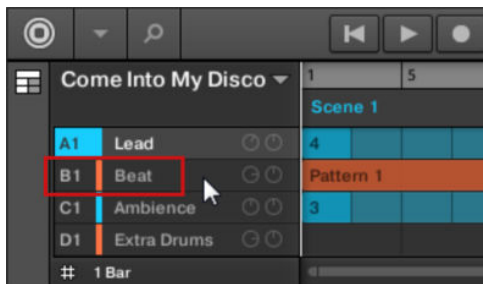 Come Into My Disco
1 5
Scene 1
A1 Lead 4
B1 Beat Pattern 1
C1 Ambience 3
D1 Extra Drums
1 Bar